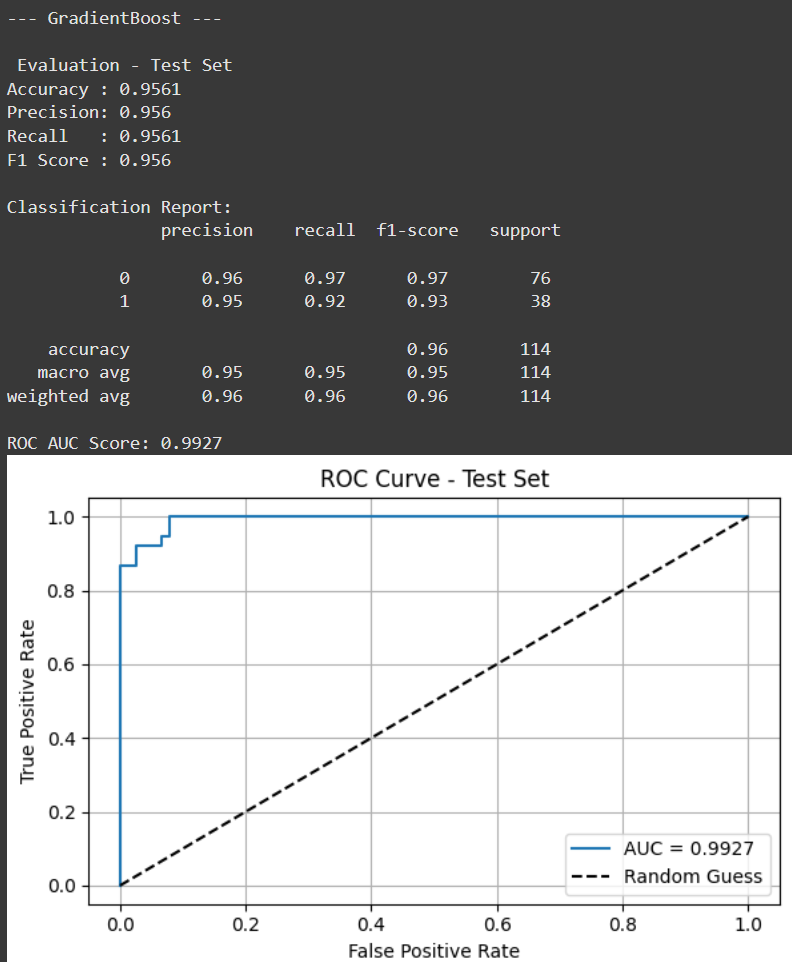 --- GradientBoost ---
Evaluation - Test Set
Accuracy : 0.9561
Precision: 0.956
Recall   : 0.9561
F1 Score : 0.956
Classification Report:
precision    recall  f1-score   support
0       0.96      0.97      0.97        76
1       0.95      0.92      0.93        38
accuracy                           0.96       114
macro avg       0.95      0.95      0.95       114
weighted avg       0.96      0.96      0.96       114
ROC AUC Score: 0.9927
ROC Curve - Test Set
1.0
0.8
0.6
0.4
0.2
0.0
True Positive Rate
AUC = 0.9927
Random Guess
0.0 0.2 0.4 0.6 0.8 1.0
False Positive Rate